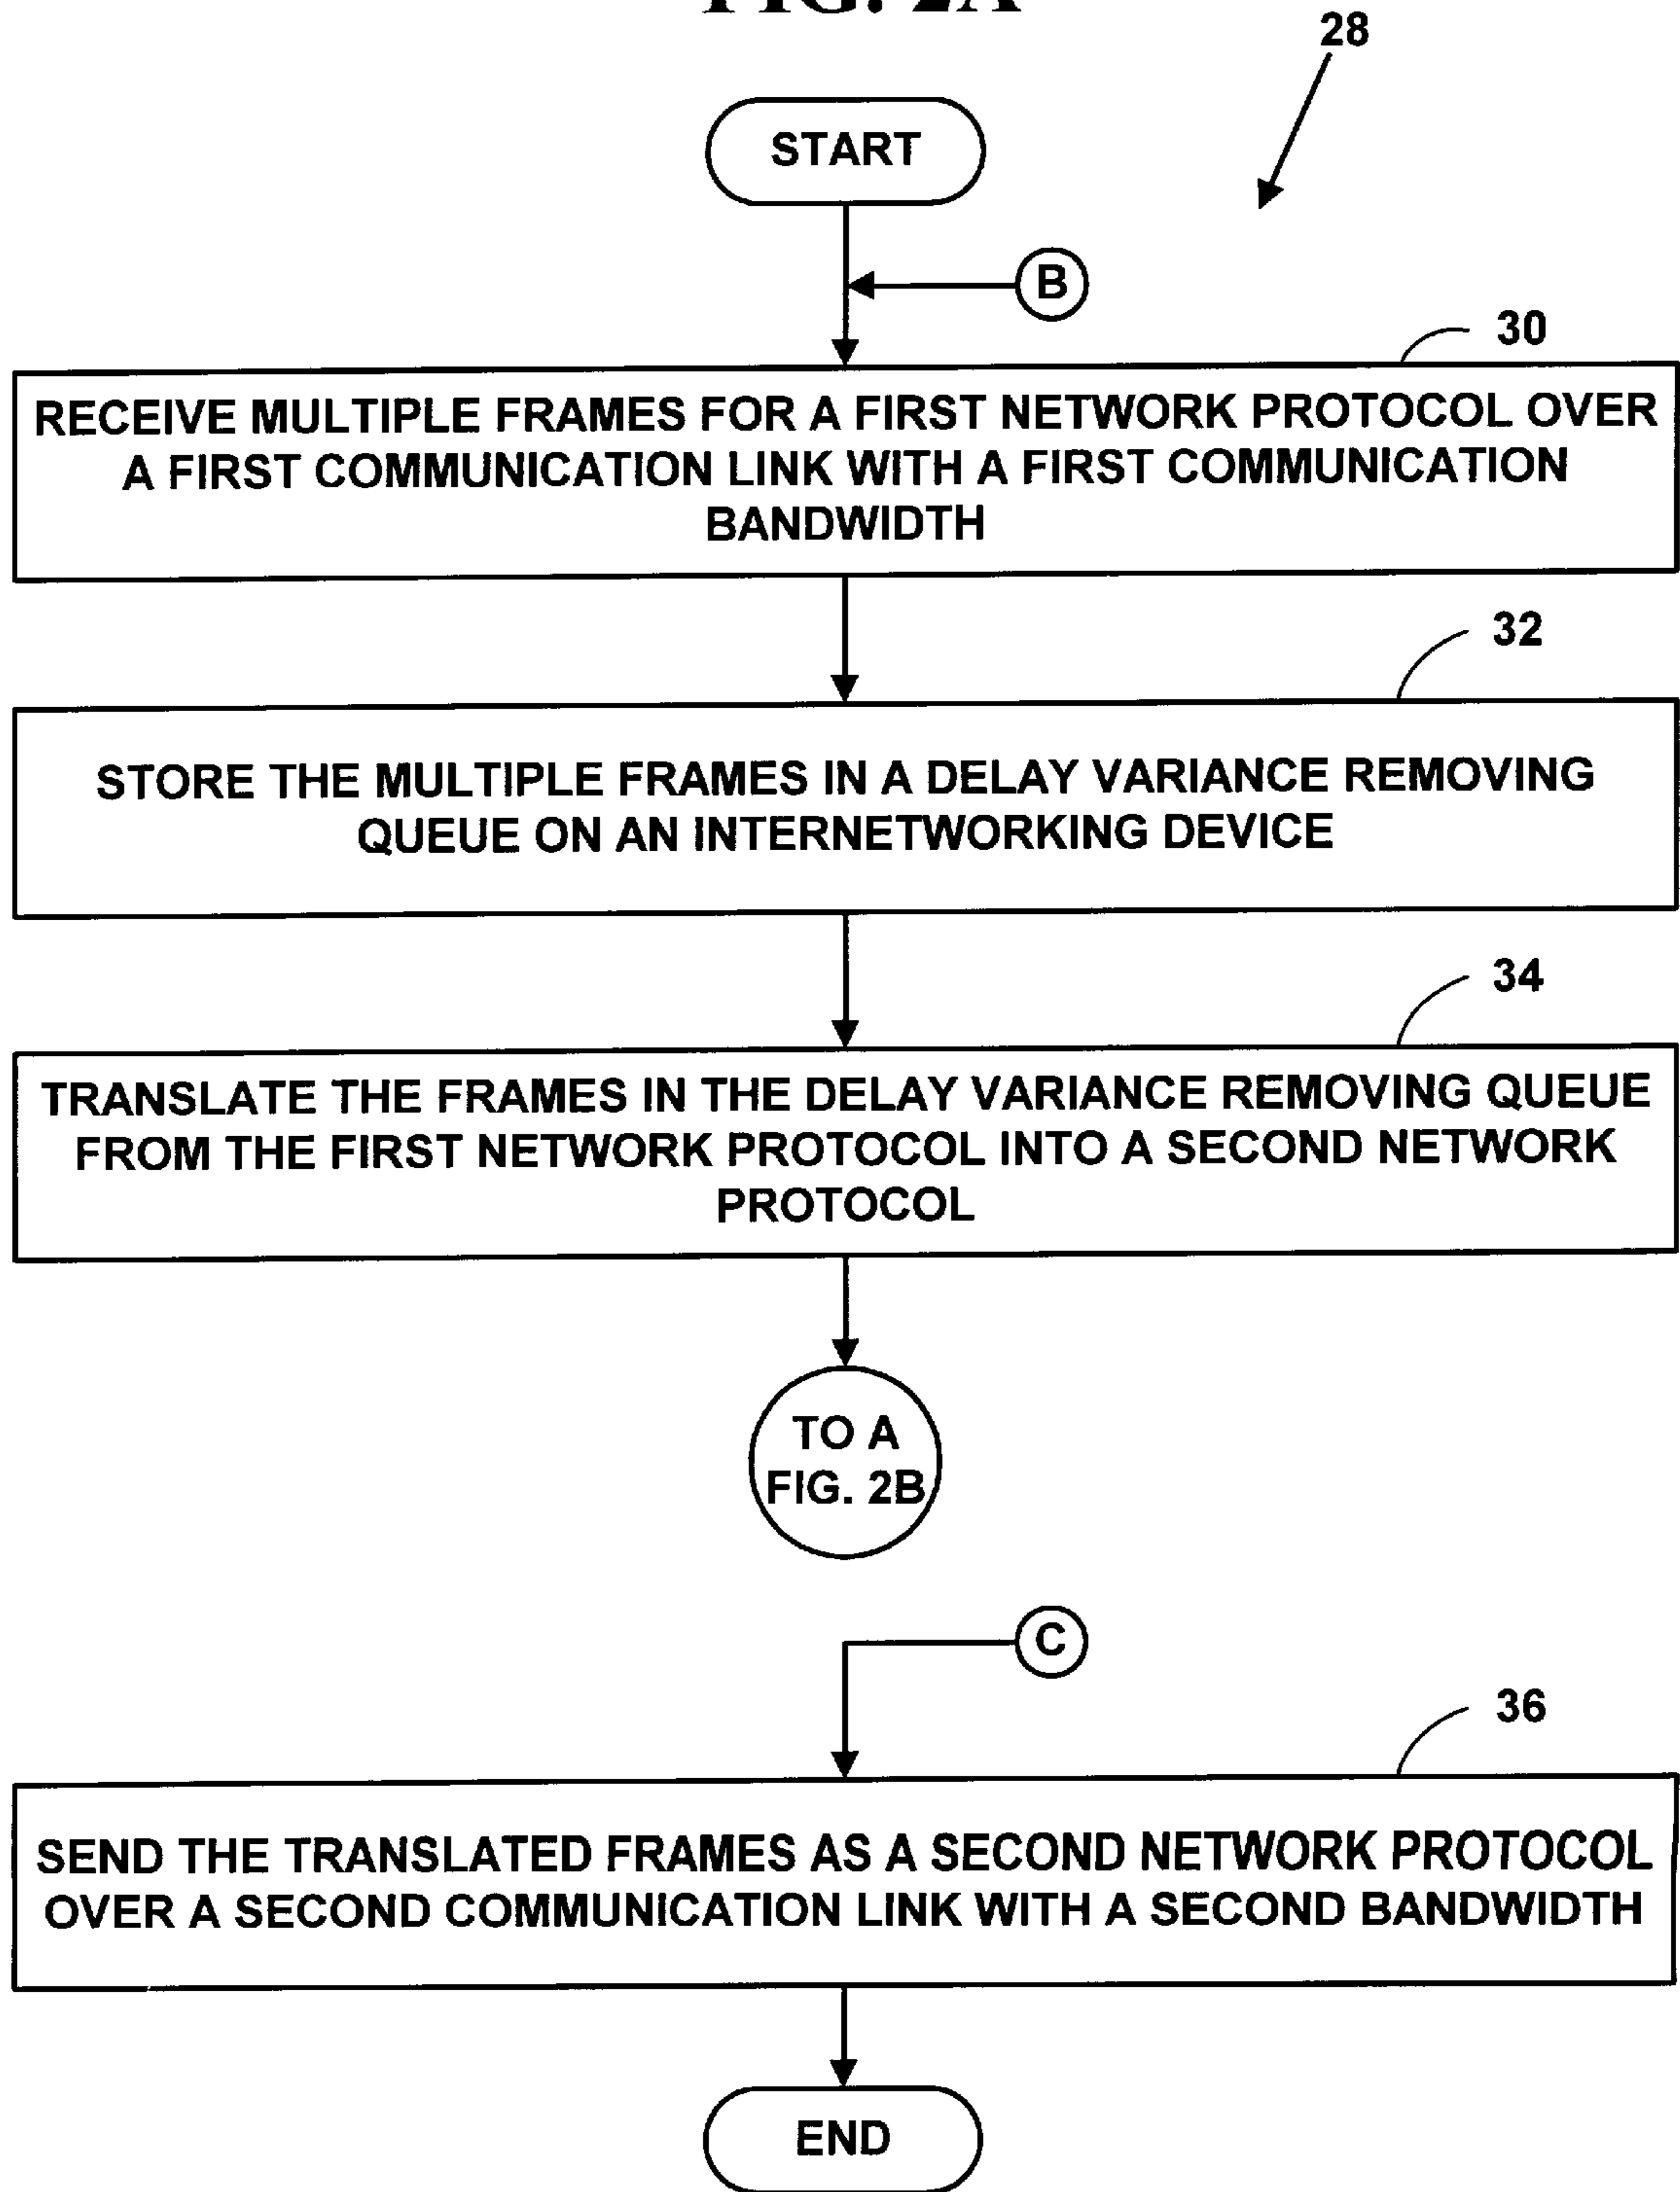 FIG. 2A
28
START
B
30
RECEIVE MULTIPLE FRAMES FOR A FIRST NETWORK PROTOCOL OVER
A FIRST COMMUNICATION LINK WITH A FIRST COMMUNICATION
BANDWIDTH
32
STORE THE MULTIPLE FRAMES IN A DELAY VARIANCE REMOVING
QUEUE ON AN INTERNETWORKING DEVICE
34
TRANSLATE THE FRAMES IN THE DELAY VARIANCE REMOVING QUEUE
FROM THE FIRST NETWORK PROTOCOL INTO A SECOND NETWORK
PROTOCOL
TO A
FIG. 2B
C
36
SEND THE TRANSLATED FRAMES AS A SECOND NETWORK PROTOCOL
OVER A SECOND COMMUNICATION LINK WITH A SECOND BANDWIDTH
END